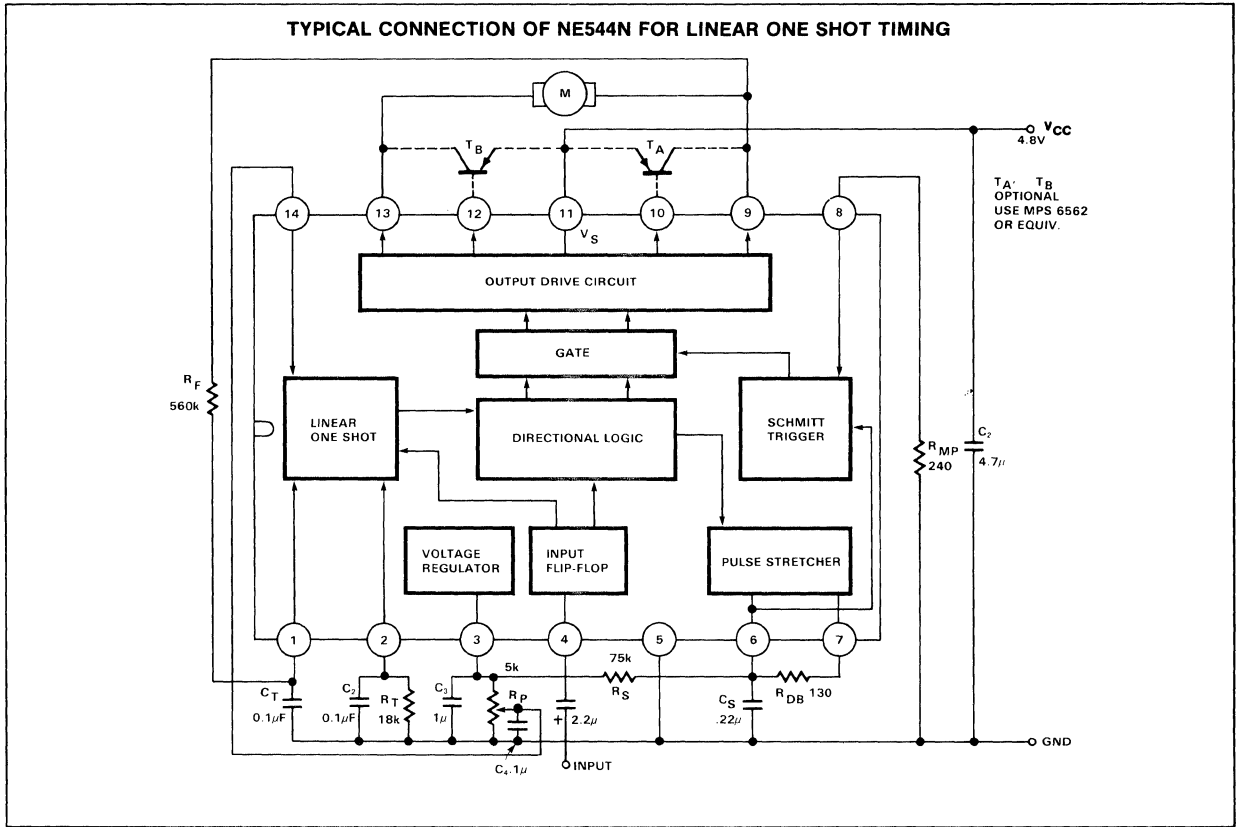 TYPICAL CONNECTION OF NE544N FOR LINEAR ONE SHOT TIMING
M
TB
TA
VCC
4.8V
TA, TB
OPTIONAL
USE MPS 6562
OR EQUIV.
14
13
12
11
10
9
8
VS
OUTPUT DRIVE CIRCUIT
GATE
RF
560k
LINEAR
ONE SHOT
DIRECTIONAL LOGIC
SCHMITT
TRIGGER
RMP
240
C2
4.7μ
VOLTAGE
REGULATOR
INPUT
FLIP-FLOP
PULSE STRETCHER
1
2
3
4
5
6
7
CT
0.1μF
C2
0.1μF
RT
18k
C3
1μ
5k
RP
C4 .1μ
+ 2.2μ
75k
RS
CS
.22μ
RDB 130
GND
INPUT